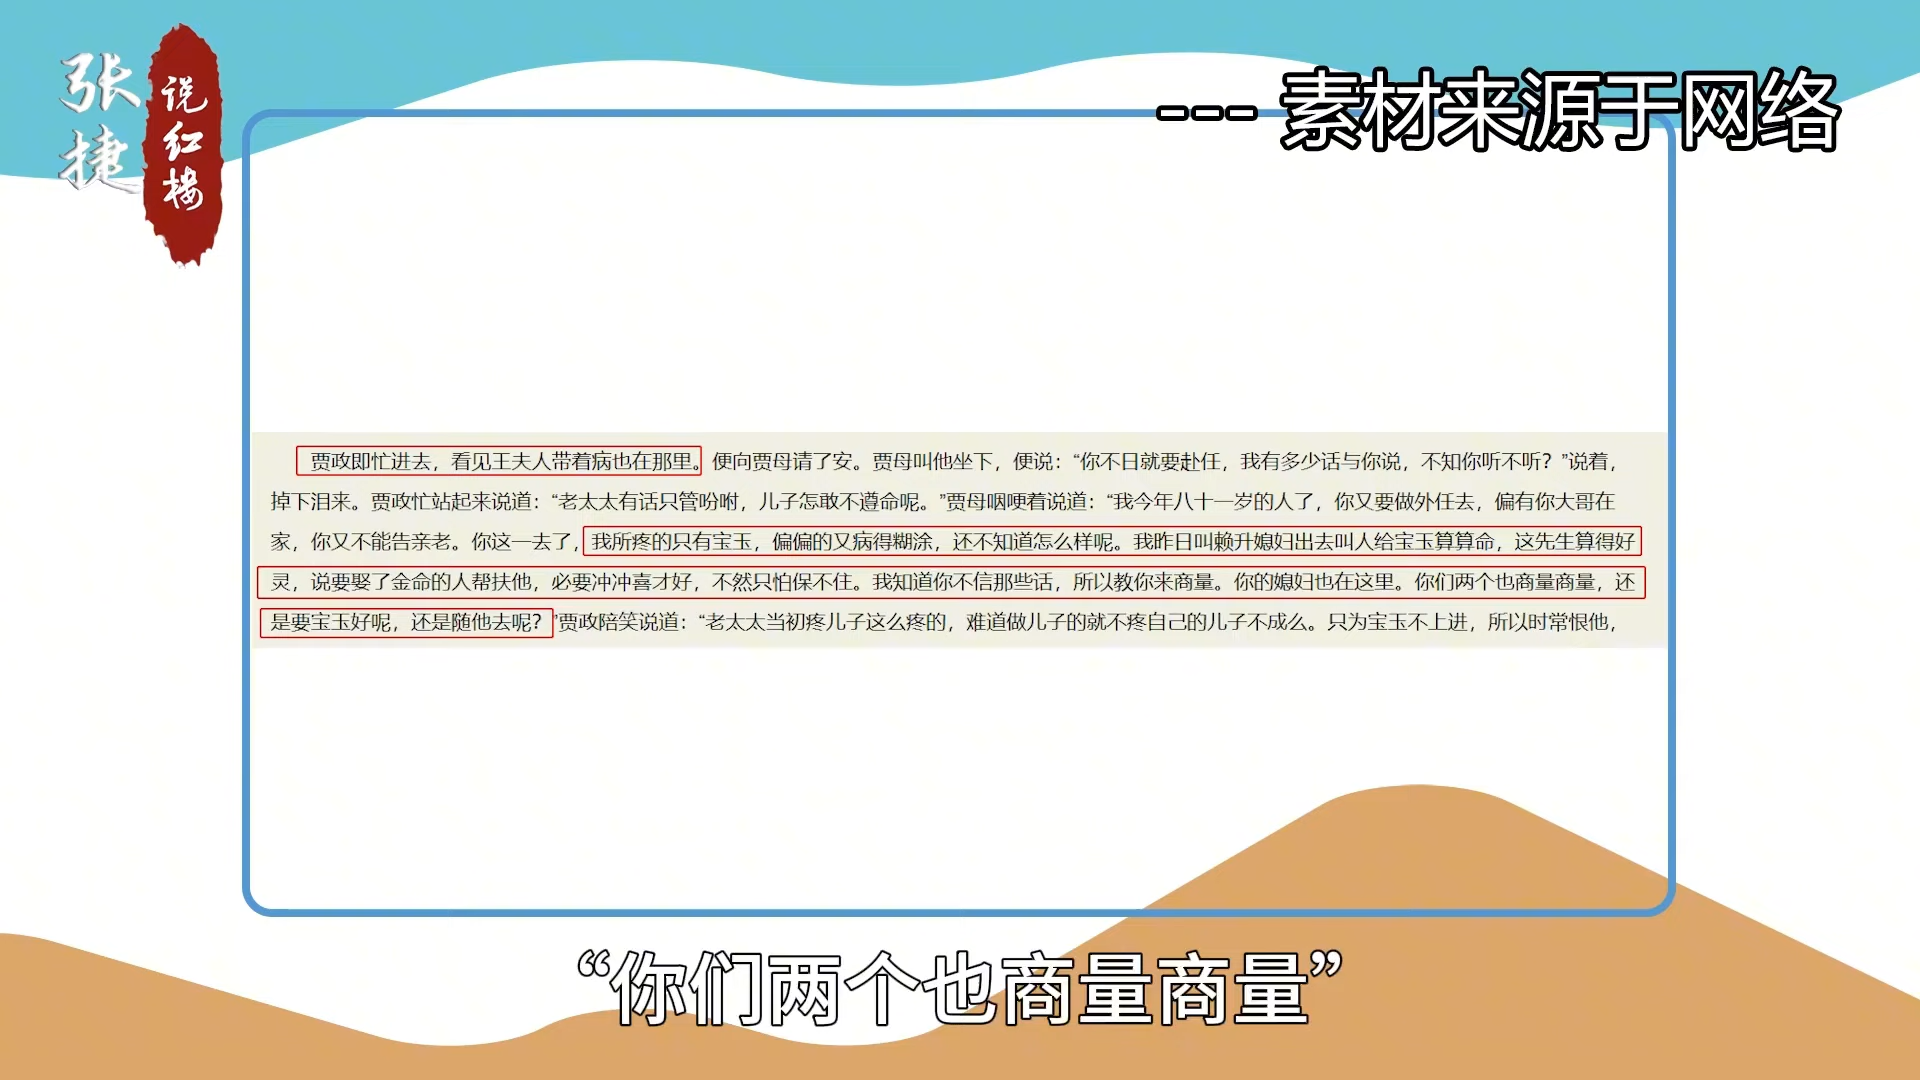 张捷
说红楼
--- 素材来源于网络
贾政即忙进去，看见王夫人带着病也在那里。便向贾母请了安。贾母叫他坐下，便说：“你不日就要赴任，我有多少话与你说，不知你听不听？”说着，
掉下泪来。贾政忙站起来说道：“老太太有话只管吩咐，儿子怎敢不遵命呢。”贾母咽哽着说道：“我今年八十一岁的人了，你又要做外任去，偏有你大哥在
家，你又不能告亲老。你这一去了，我所疼的只有宝玉，偏偏的又病得糊涂，还不知道怎么样呢。我昨日叫赖升媳妇出去叫人给宝玉算算命，这先生算得好
灵，说要娶了金命的人帮扶他，必要冲冲喜才好，不然只怕保不住。我知道你不信那些话，所以教你来商量。你的媳妇也在这里。你们两个也商量商量，还
是要宝玉好呢，还是随他去呢？”贾政陪笑说道：“老太太当初疼儿子这么疼的，难道做儿子的就不疼自己的儿子不成么。只为宝玉不上进，所以时常恨他，
“你们两个也商量商量”